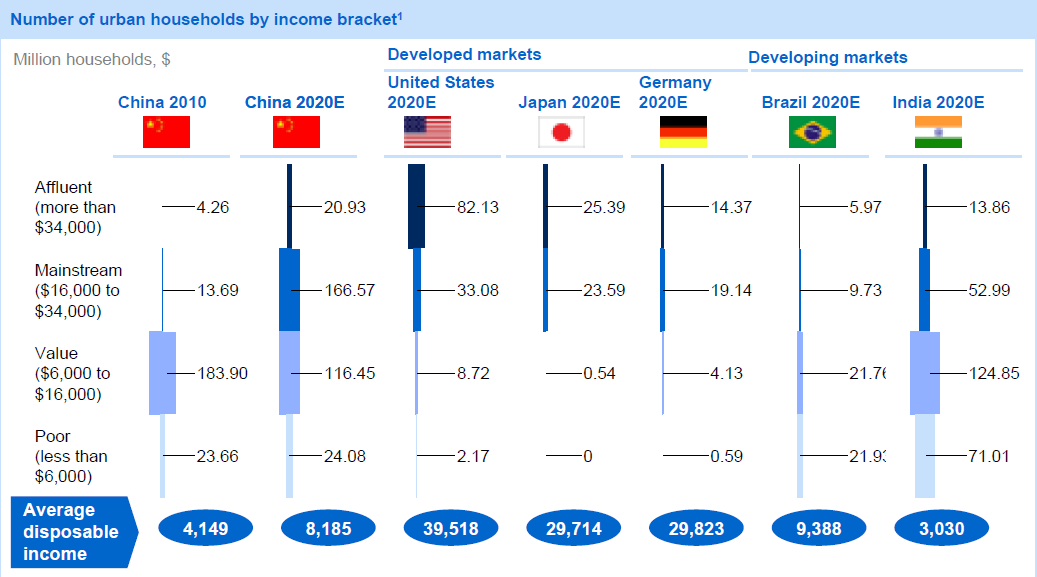 Number of urban households by income bracket¹
Million households, $
Developed markets
Developing markets
China 2010
China 2020E
United States
2020E
Japan 2020E
Germany
2020E
Brazil 2020E
India 2020E
Affluent
(more than
$34,000)
4.26
20.93
82.13
25.39
14.37
5.97
13.86
Mainstream
($16,000 to
$34,000)
13.69
166.57
33.08
23.59
19.14
9.73
52.99
Value
($6,000 to
$16,000)
183.90
116.45
8.72
0.54
4.13
124.85
Poor
(less than
$6,000)
23.66
24.08
2.17
0
0.59
71.01
Average
disposable
income
4,149
8,185
39,518
29,714
29,823
9,388
3,030